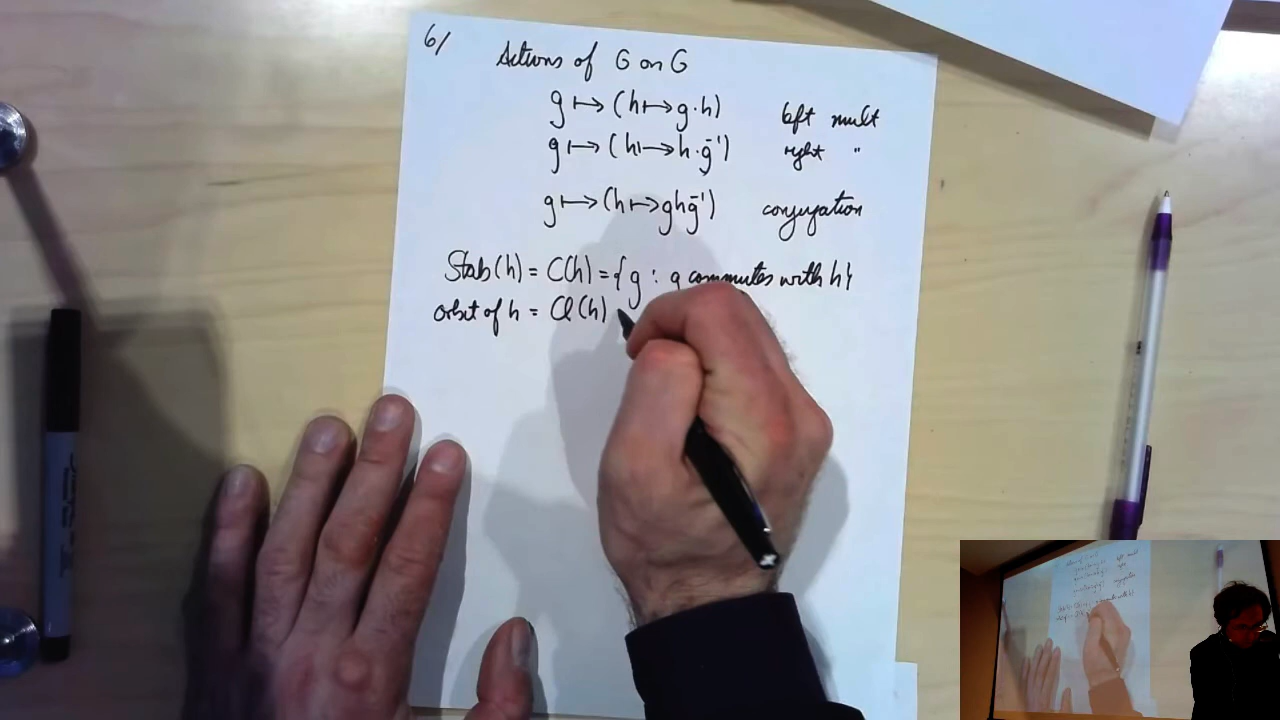 6/
Actions of G on G
g ↦ (h ↦ g·h) left mult
g ↦ (h ↦ h·g⁻¹) right "
g ↦ (h ↦ ghg⁻¹) conjugation
Stab(h) = C(h) = {g : g commutes with h}
orbit of h = Cl(h)